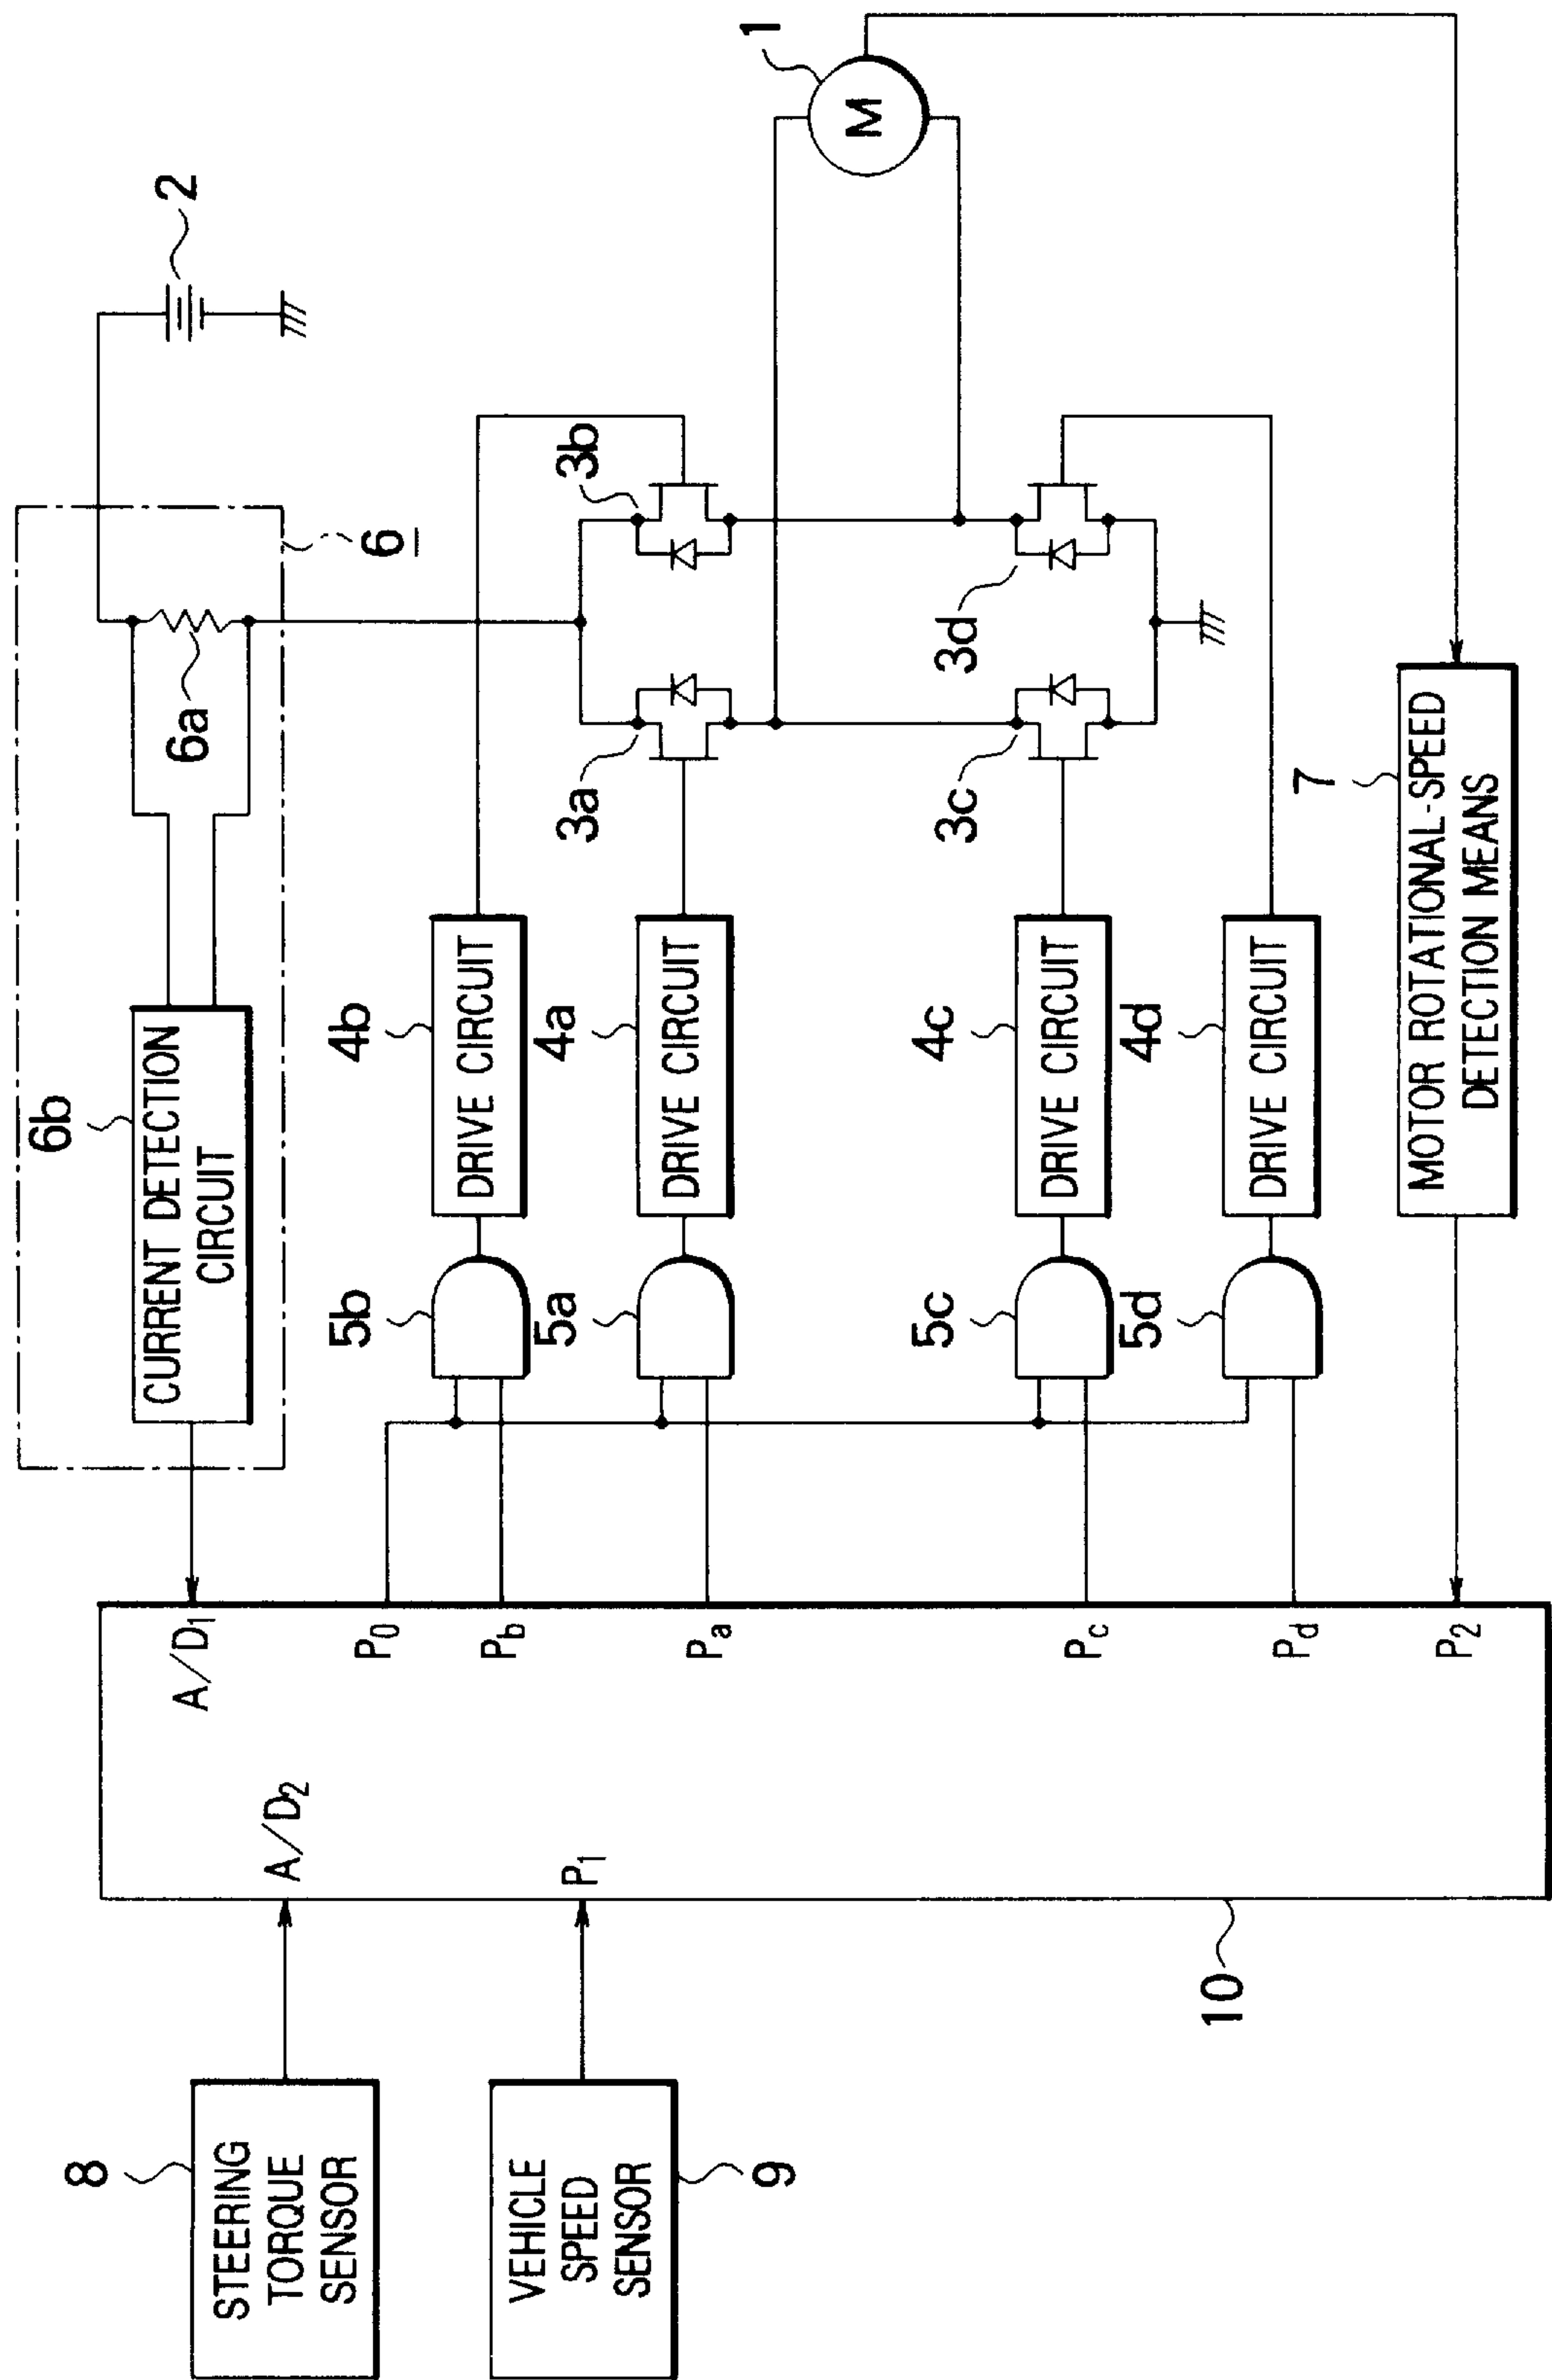 8
STEERING
TORQUE
SENSOR
VEHICLE
SPEED
SENSOR
9
10
A/D2
P1
A/D1
P0
Pb
Pa
Pc
Pd
P2
6b
CURRENT DETECTION
CIRCUIT
6a
6
2
5b
4b
DRIVE CIRCUIT
5a
4a
DRIVE CIRCUIT
5c
4c
DRIVE CIRCUIT
5d
4d
DRIVE CIRCUIT
3a
3b
3c
3d
1
M
7
MOTOR ROTATIONAL-SPEED
DETECTION MEANS